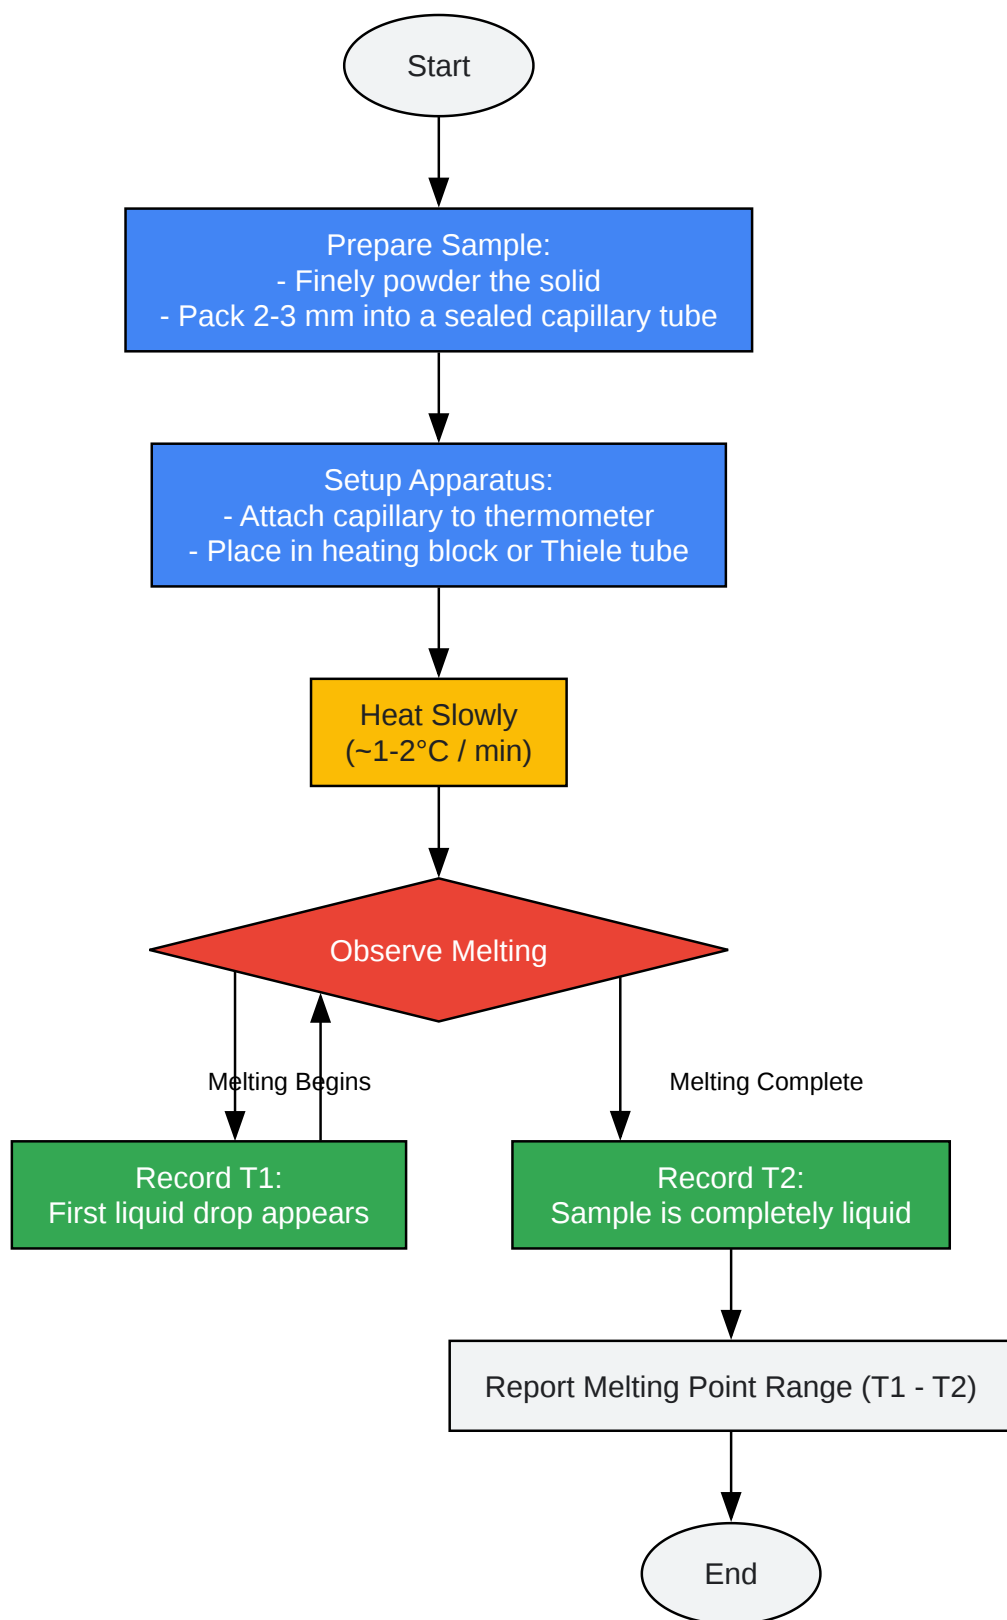 Start
Prepare Sample:
- Finely powder the solid
- Pack 2-3 mm into a sealed capillary tube
Setup Apparatus:
- Attach capillary to thermometer
- Place in heating block or Thiele tube
Heat Slowly
(~1-2°C / min)
Observe Melting
Melting Begins
Melting Complete
Record T1:
First liquid drop appears
Record T2:
Sample is completely liquid
Report Melting Point Range (T1 - T2)
End